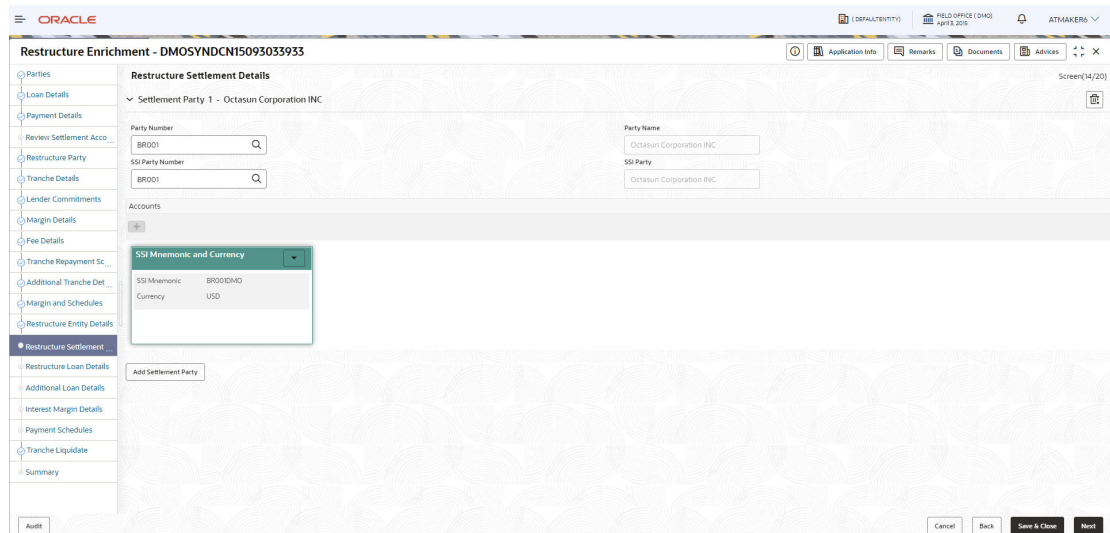 ORACLE
( DEFAULTENTITY)
FIELD OFFICE ( DMO)
April 3, 2015
ATMAKER6
Restructure Enrichment - DMOSYNDCN15093033933
Application Info
Remarks
Documents
Advices
Parties
Loan Details
Payment Details
Review Settlement Acco ...
Restructure Party
Tranche Details
Lender Commitments
Margin Details
Fee Details
Tranche Repayment Sc ...
Additional Tranche Det ...
Margin and Schedules
Restructure Entity Details
Restructure Settlement ...
Restructure Loan Details
Additional Loan Details
Interest Margin Details
Payment Schedules
Tranche Liquidate
Summary
Restructure Settlement Details
Screen(14/20)
Settlement Party 1 - Octasun Corporation INC
Party Number
Party Name
BR001
Octasun Corporation INC
SSI Party Number
SSI Party
BR001
Octasun Corporation INC
Accounts
SSI Mnemonic and Currency
SSI Mnemonic BR001DMO
Currency USD
Add Settlement Party
Audit
Cancel
Back
Save & Close
Next